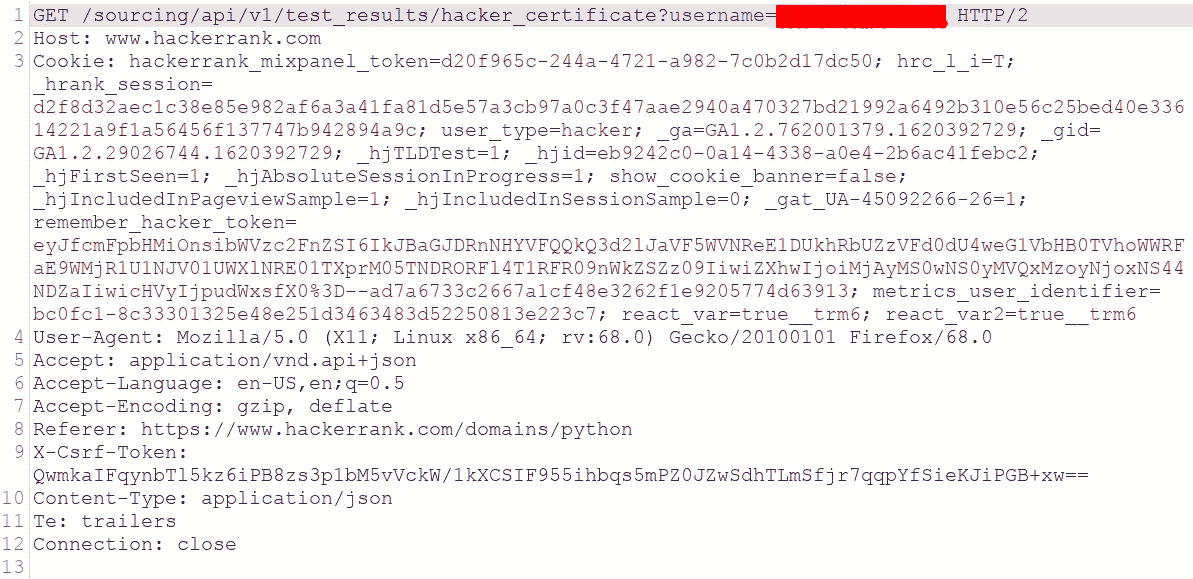 1 GET /sourcing/api/v1/test_results/hacker_certificate?username= HTTP/2
2 Host: www.hackerrank.com
3 Cookie: hackerrank_mixpanel_token=d20f965c-244a-4721-a982-7c0b2d17dc50; hrc_l_i=T;
_hrank_session=
d2f8d32aec1c38e85e982af6a3a41fa81d5e57a3cb97a0c3f47aae2940a470327bd21992a6492b310e56c25bed40e336
14221a9f1a56456f137747b942894a9c; user_type=hacker; _ga=GA1.2.762001379.1620392729; _gid=
GA1.2.29026744.1620392729; _hjTLDTest=1; _hjid=eb9242c0-0a14-4338-a0e4-2b6ac41febc2;
_hjFirstSeen=1; _hjAbsoluteSessionInProgress=1; show_cookie_banner=false;
_hjIncludedInPageviewSample=1; _hjIncludedInSessionSample=0; _gat_UA-45092266-26=1;
remember_hacker_token=
eyJfcmFpbHMiOnsibWVzc2FnZSI6IkJBaGJDRnNHYVFQQkQ3d2lJaVF5WVNReE1DUkhRbUZzVFd0dU4weG1VbHB0TVhoWWRF
aE9WMjR1U1NJV01UWXlNRE01TXprM05TNDRORFl4T1RFR09nWkZSZz09IiwiZXhwIjoiMjAyMS0wNS0yMVQxMzoyNjoxNS44
NDZaIiwicHVyIjpudWxsfX0%3D--ad7a6733c2667a1cf48e3262f1e9205774d63913; metrics_user_identifier=
bc0fc1-8c33301325e48e251d3463483d52250813e223c7; react_var=true__trm6; react_var2=true__trm6
4 User-Agent: Mozilla/5.0 (X11; Linux x86_64; rv:68.0) Gecko/20100101 Firefox/68.0
5 Accept: application/vnd.api+json
6 Accept-Language: en-US,en;q=0.5
7 Accept-Encoding: gzip, deflate
8 Referer: https://www.hackerrank.com/domains/python
9 X-Csrf-Token:
QwmkaIFqynbTl5kz6iPB8zs3p1bM5vVckW/1kXCSIF955ihbqs5mPZ0JZwSdhTLmSfjr7qqpYfSieKJiPGB+xw==
10 Content-Type: application/json
11 Te: trailers
12 Connection: close
13